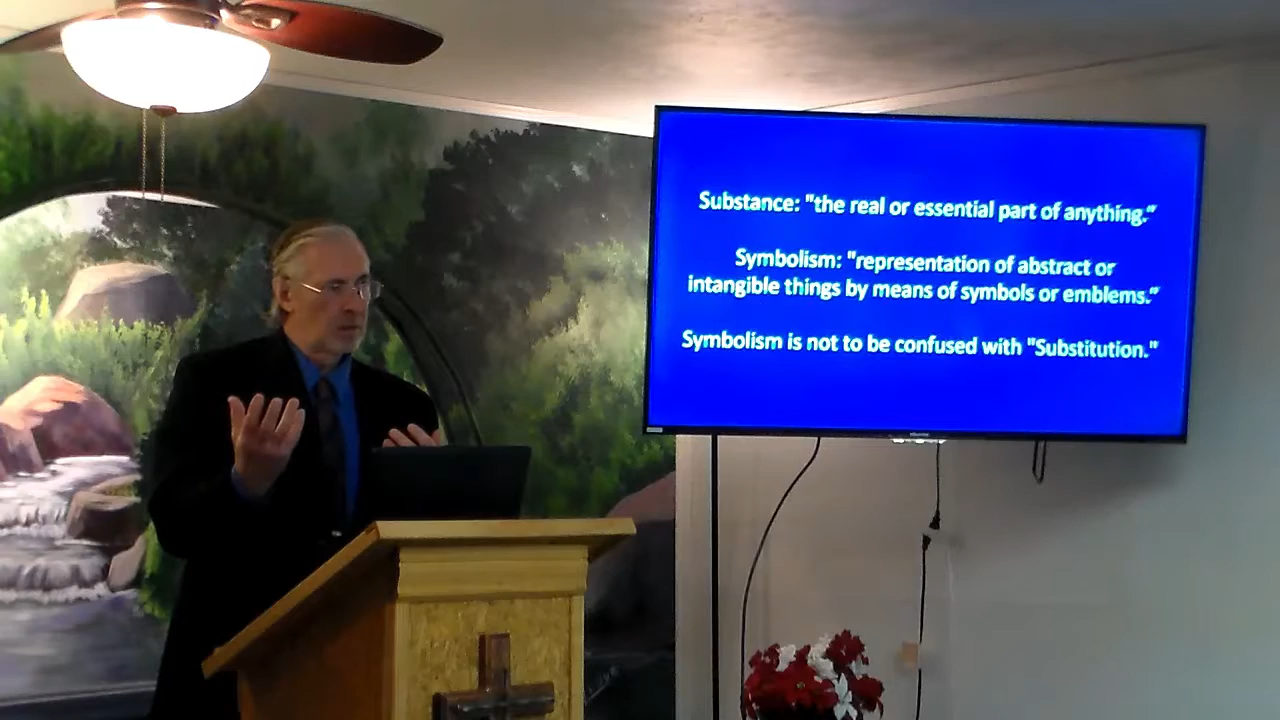 Substance: "the real or essential part of anything."
Symbolism: "representation of abstract or
intangible things by means of symbols or emblems."
Symbolism is not to be confused with "Substitution."